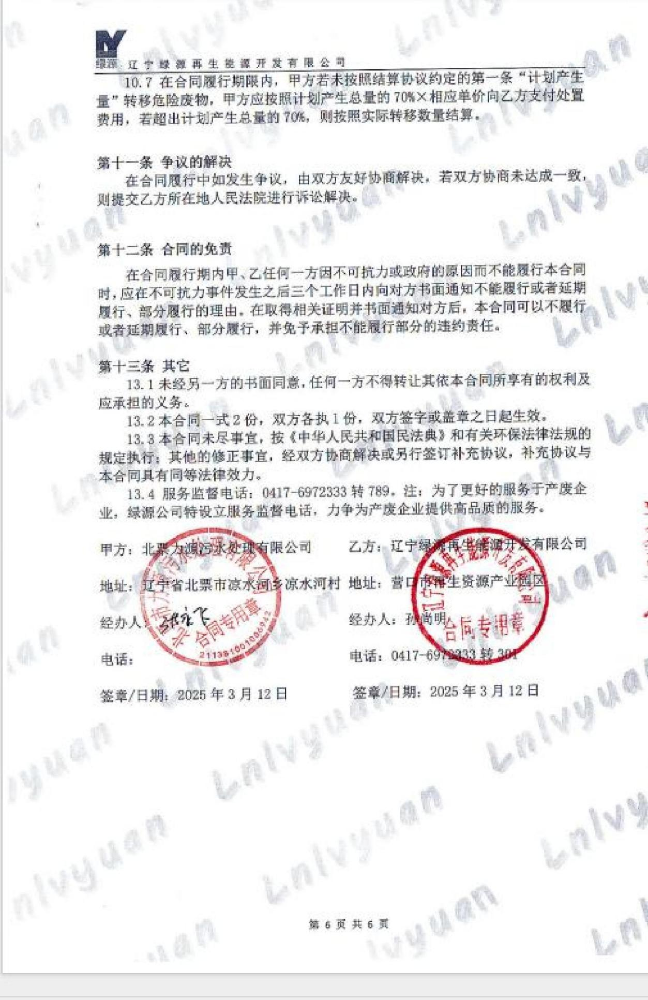 绿源 辽宁绿源再生能源开发有限公司
10.7 在合同履行期限内，甲方若未按照结算协议约定的第一条“计划产生
量”转移危险废物，甲方应按照计划产生总量的 70%×相应单价向乙方支付处置
费用，若超出计划产生总量的 70%，则按照实际转移数量结算。
第十一条 争议的解决
在合同履行中如发生争议，由双方友好协商解决，若双方协商未达成一致，
则提交乙方所在地人民法院进行诉讼解决。
第十二条 合同的免责
在合同履行期内甲、乙任何一方因不可抗力或政府的原因而不能履行本合同
时，应在不可抗力事件发生之后三个工作日内向对方书面通知不能履行或者延期
履行、部分履行的理由。在取得相关证明并书面通知对方后，本合同可以不履行
或者延期履行、部分履行，并免予承担不能履行部分的违约责任。
第十三条 其它
13.1 未经另一方的书面同意，任何一方不得转让其依本合同所享有的权利及
应承担的义务。
13.2 本合同一式 2 份，双方各执 1 份，双方签字或盖章之日起生效。
13.3 本合同未尽事宜，按《中华人民共和国民法典》和有关环保法律法规的
规定执行；其他的修正事宜，经双方协商解决或另行签订补充协议，补充协议与
本合同具有同等法律效力。
13.4 服务监督电话：0417-6972333 转 789。注：为了更好的服务于产废企
业，绿源公司特设立服务监督电话，力争为产废企业提供高品质的服务。
甲方：北票力源污水处理有限公司 乙方：辽宁绿源再生能源开发有限公司
地址：辽宁省北票市凉水河乡凉水河村 地址：营口市再生资源产业园区
经办人： 经办人：孙尚明
合同专用章 合同专用章
电话： 电话：0417-6972333 转 301
签章/日期：2025 年 3 月 12 日 签章/日期：2025 年 3 月 12 日
第 6 页 共 6 页
Lnlvyuan